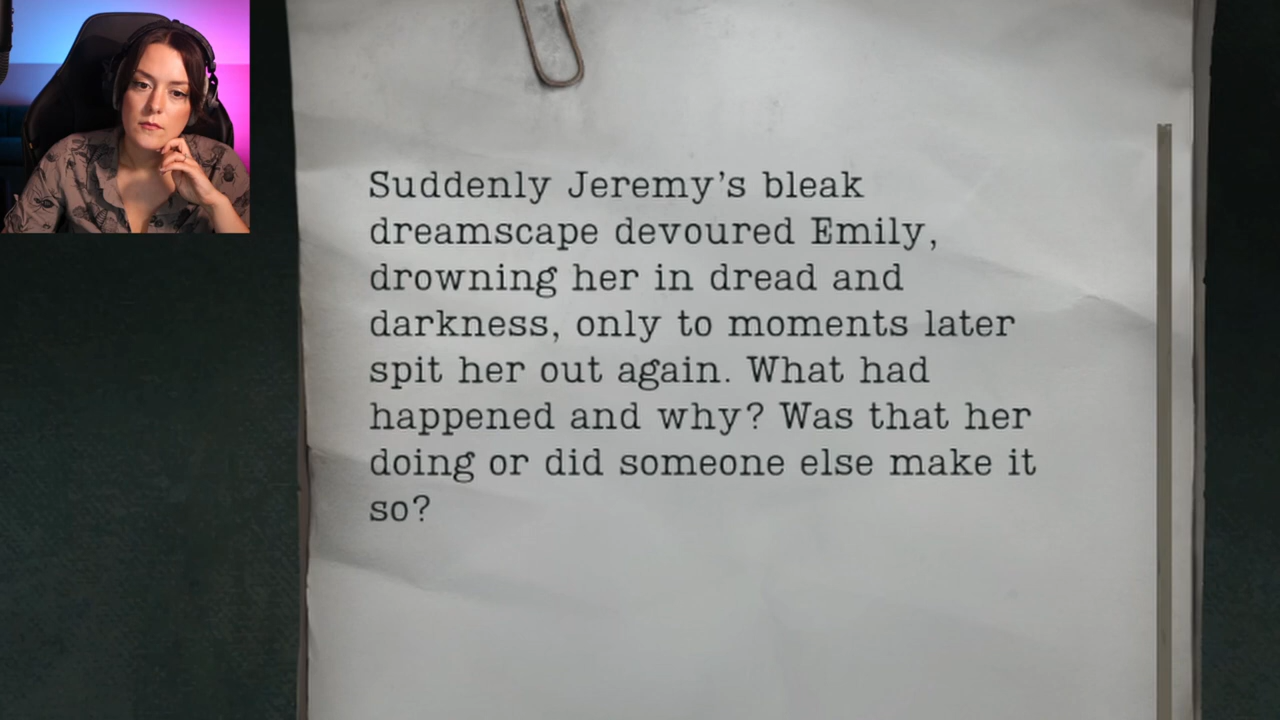 Suddenly Jeremy’s bleak
dreamscape devoured Emily,
drowning her in dread and
darkness, only to moments later
spit her out again. What had
happened and why? Was that her
doing or did someone else make it
so?